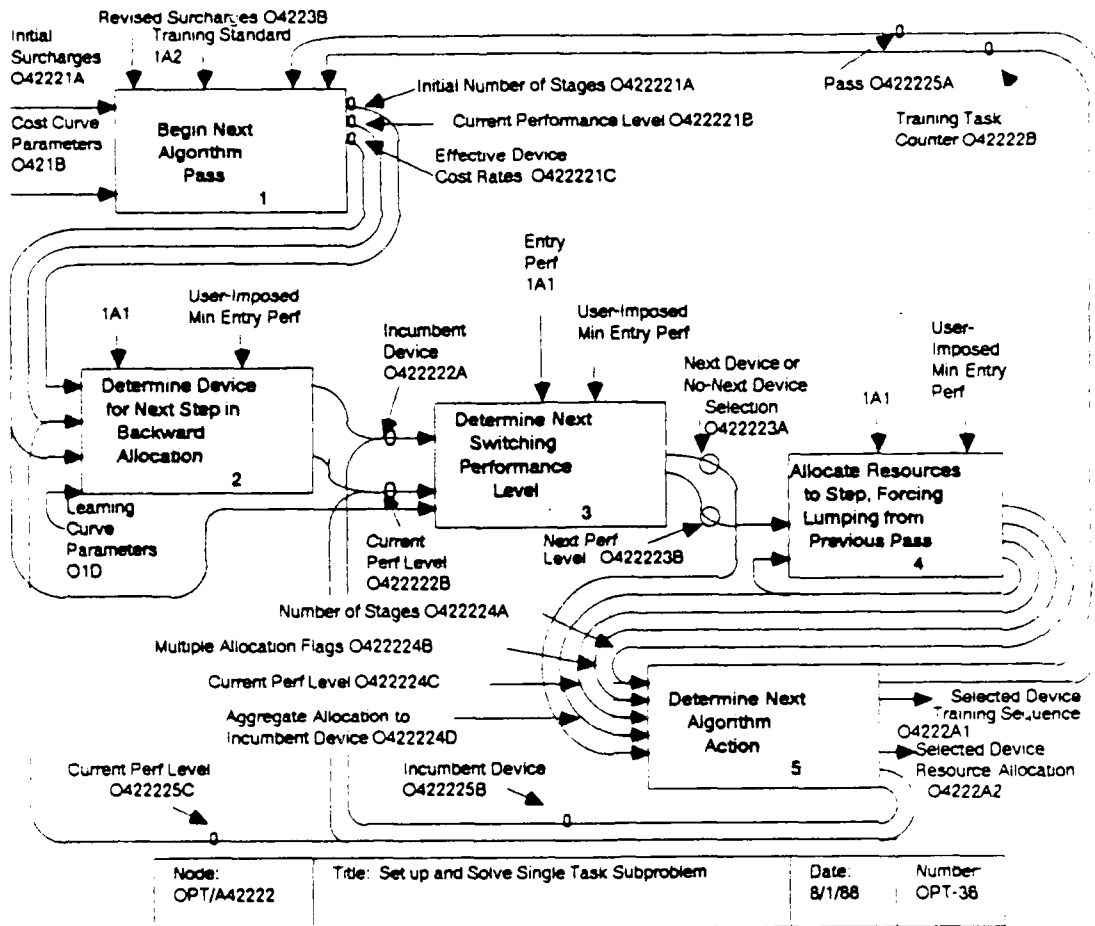 Revised Surcharges O4223B
Initial
Surcharges
O42221A
Training Standard
1A2
Cost Curve
Parameters
O421B
Begin Next
Algorithm
Pass
1
Initial Number of Stages O422221A
Current Performance Level O422221B
Effective Device
Cost Rates O422221C
Pass O422225A
Training Task
Counter O42222B
1A1
User-Imposed
Min Entry Perf
Determine Device
for Next Step in
Backward
Allocation
2
Learning
Curve
Parameters
O1D
Incumbent
Device
O422222A
Current
Perf Level
O422222B
Entry
Perf
1A1
User-Imposed
Min Entry Perf
Determine Next
Switching
Performance
Level
3
Next Device or
No-Next Device
Selection
O422223A
Next Perf
Level O422223B
1A1
User-
Imposed
Min Entry
Perf
Allocate Resources
to Step, Forcing
Lumping from
Previous Pass
4
Number of Stages O422224A
Multiple Allocation Flags O422224B
Current Perf Level O422224C
Aggregate Allocation to
Incumbent Device O422224D
Determine Next
Algorithm
Action
5
Selected Device
Training Sequence
O4222A1
Selected Device
Resource Allocation
O4222A2
Current Perf Level
O422225C
Incumbent Device
O422225B
Node:
OPT/A42222
Title: Set up and Solve Single Task Subproblem
Date:
8/1/88
Number
OPT-38